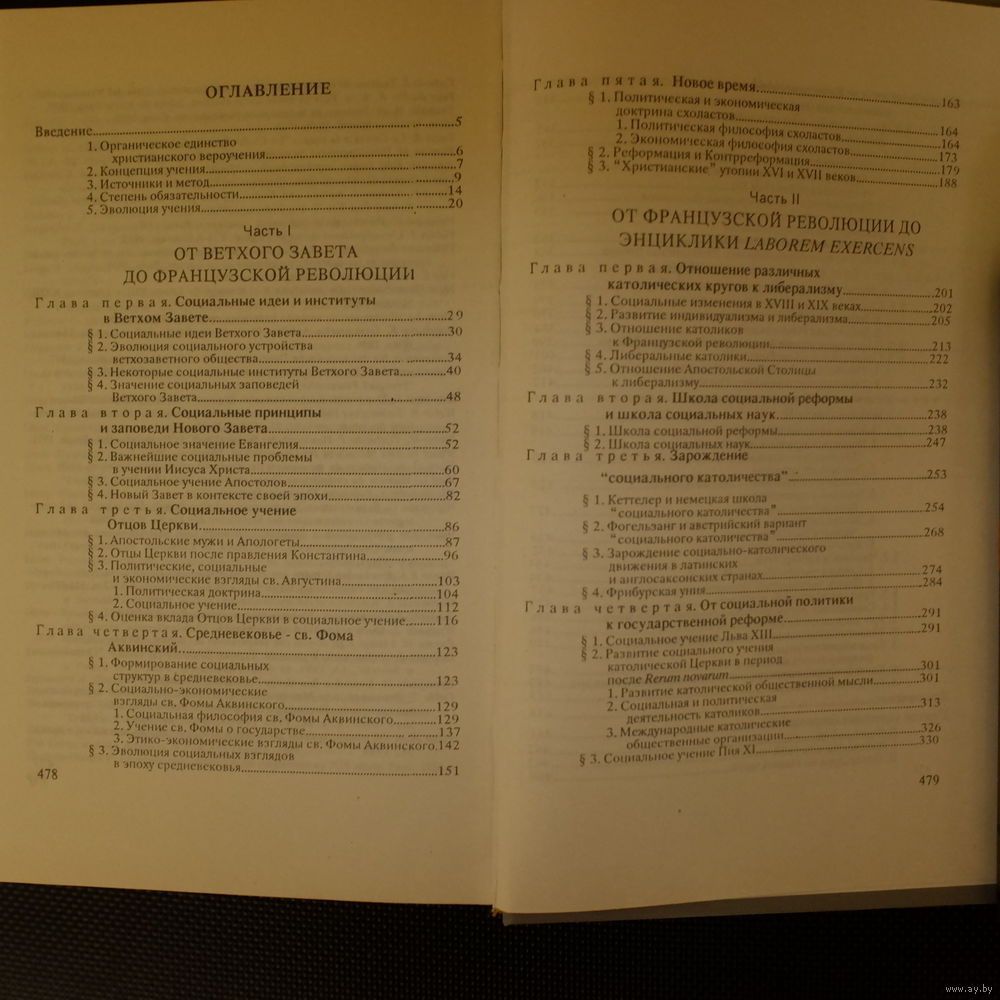 ОГЛАВЛЕНИЕ
Введение 5
1. Органическое единство
христианского вероучения 6
2. Концепция учения 7
3. Источники и метод 9
4. Степень обязательности 14
5. Эволюция учения 20
Часть I
ОТ ВЕТХОГО ЗАВЕТА
ДО ФРАНЦУЗСКОЙ РЕВОЛЮЦИИ
Глава первая. Социальные идеи и институты
в Ветхом Завете 29
§ 1. Социальные идеи Ветхого Завета 30
§ 2. Эволюция социального устройства
ветхозаветного общества 34
§ 3. Некоторые социальные институты Ветхого Завета 40
§ 4. Значение социальных заповедей
Ветхого Завета 48
Глава вторая. Социальные принципы
и заповеди Нового Завета 52
§ 1. Социальное значение Евангелия 52
§ 2. Важнейшие социальные проблемы
в учении Иисуса Христа 60
§ 3. Социальное учение Апостолов 67
§ 4. Новый Завет в контексте своей эпохи 82
Глава третья. Социальное учение
Отцов Церкви 86
§ 1. Апостольские мужи и Апологеты 87
§ 2. Отцы Церкви после правления Константина 96
§ 3. Политические, социальные
и экономические взгляды св. Августина 103
1. Политическая доктрина 104
2. Социальное учение 112
§ 4. Оценка вклада Отцов Церкви в социальное учение 116
Глава четвертая. Средневековье - св. Фома
Аквинский 123
§ 1. Формирование социальных
структур в средневековье 123
§ 2. Социально-экономические
взгляды св. Фомы Аквинского 129
1. Социальная философия св. Фомы Аквинского 129
2. Учение св. Фомы о государстве 137
3. Этико-экономические взгляды св. Фомы Аквинского 142
§ 3. Эволюция социальных взглядов
в эпоху средневековья 151
478
Глава пятая. Новое время 163
§ 1. Политическая и экономическая
доктрина схоластов 164
1. Политическая философия схоластов 164
2. Экономическая философия схоластов 173
§ 2. Реформация и Контрреформация 179
§ 3. "Христианские" утопии XVI и XVII веков 188
Часть II
ОТ ФРАНЦУЗСКОЙ РЕВОЛЮЦИИ ДО
ЭНЦИКЛИКИ LABOREM EXERCENS
Глава первая. Отношение различных
католических кругов к либерализму 201
§ 1. Социальные изменения в XVIII и XIX веках 202
§ 2. Развитие индивидуализма и либерализма 205
§ 3. Отношение католиков
к Французской революции 213
§ 4. Либеральные католики 222
§ 5. Отношение Апостольской Столицы
к либерализму 232
Глава вторая. Школа социальной реформы
и школа социальных наук 238
§ 1. Школа социальной реформы 238
§ 2. Школа социальных наук 247
Глава третья. Зарождение
"социального католичества" 253
§ 1. Кеттелер и немецкая школа
"социального католичества" 254
§ 2. Фогельзанг и австрийский вариант
"социального католичества" 268
§ 3. Зарождение социально-католического
движения в латинских
и англосаксонских странах 274
§ 4. Фрибурская уния 284
Глава четвертая. От социальной политики
к государственной реформе 291
§ 1. Социальное учение Льва XIII 291
§ 2. Развитие социального учения
католической Церкви в период
после Rerum novarum 301
1. Развитие католической общественной мысли 301
2. Социальная и политическая
деятельность католиков 313
3. Международные католические
общественные организации 326
§ 3. Социальное учение Пия XI 330
479
www.ay.by